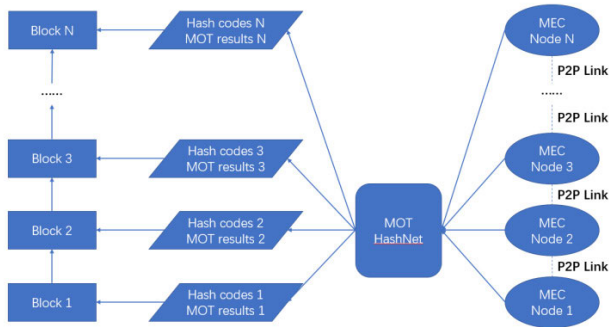 Block N
Hash codes N
MOT results N
MEC
Node N
P2P Link
......
......
P2P Link
Block 3
Hash codes 3
MOT results 3
MEC
Node 3
P2P Link
MOT
HashNet
Block 2
Hash codes 2
MOT results 2
MEC
Node 2
P2P Link
Block 1
Hash codes 1
MOT results 1
MEC
Node 1